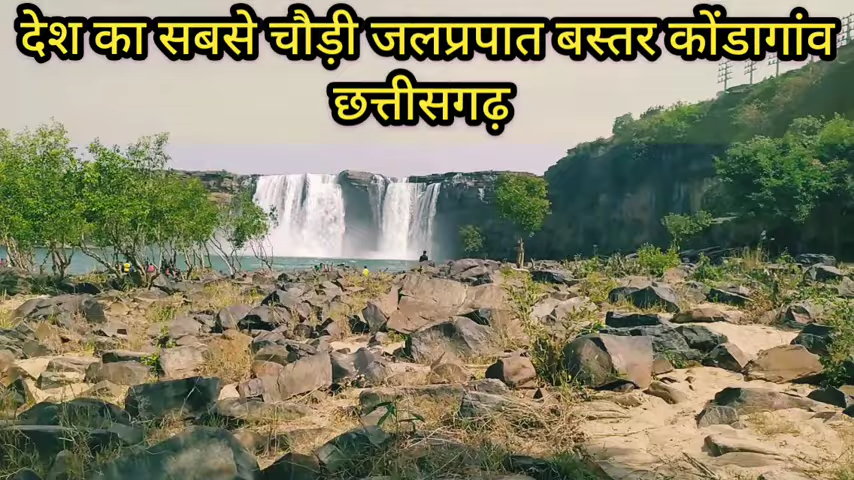 देश का सबसे चौड़ी जलप्रपात बस्तर कोंडागांव
छत्तीसगढ़